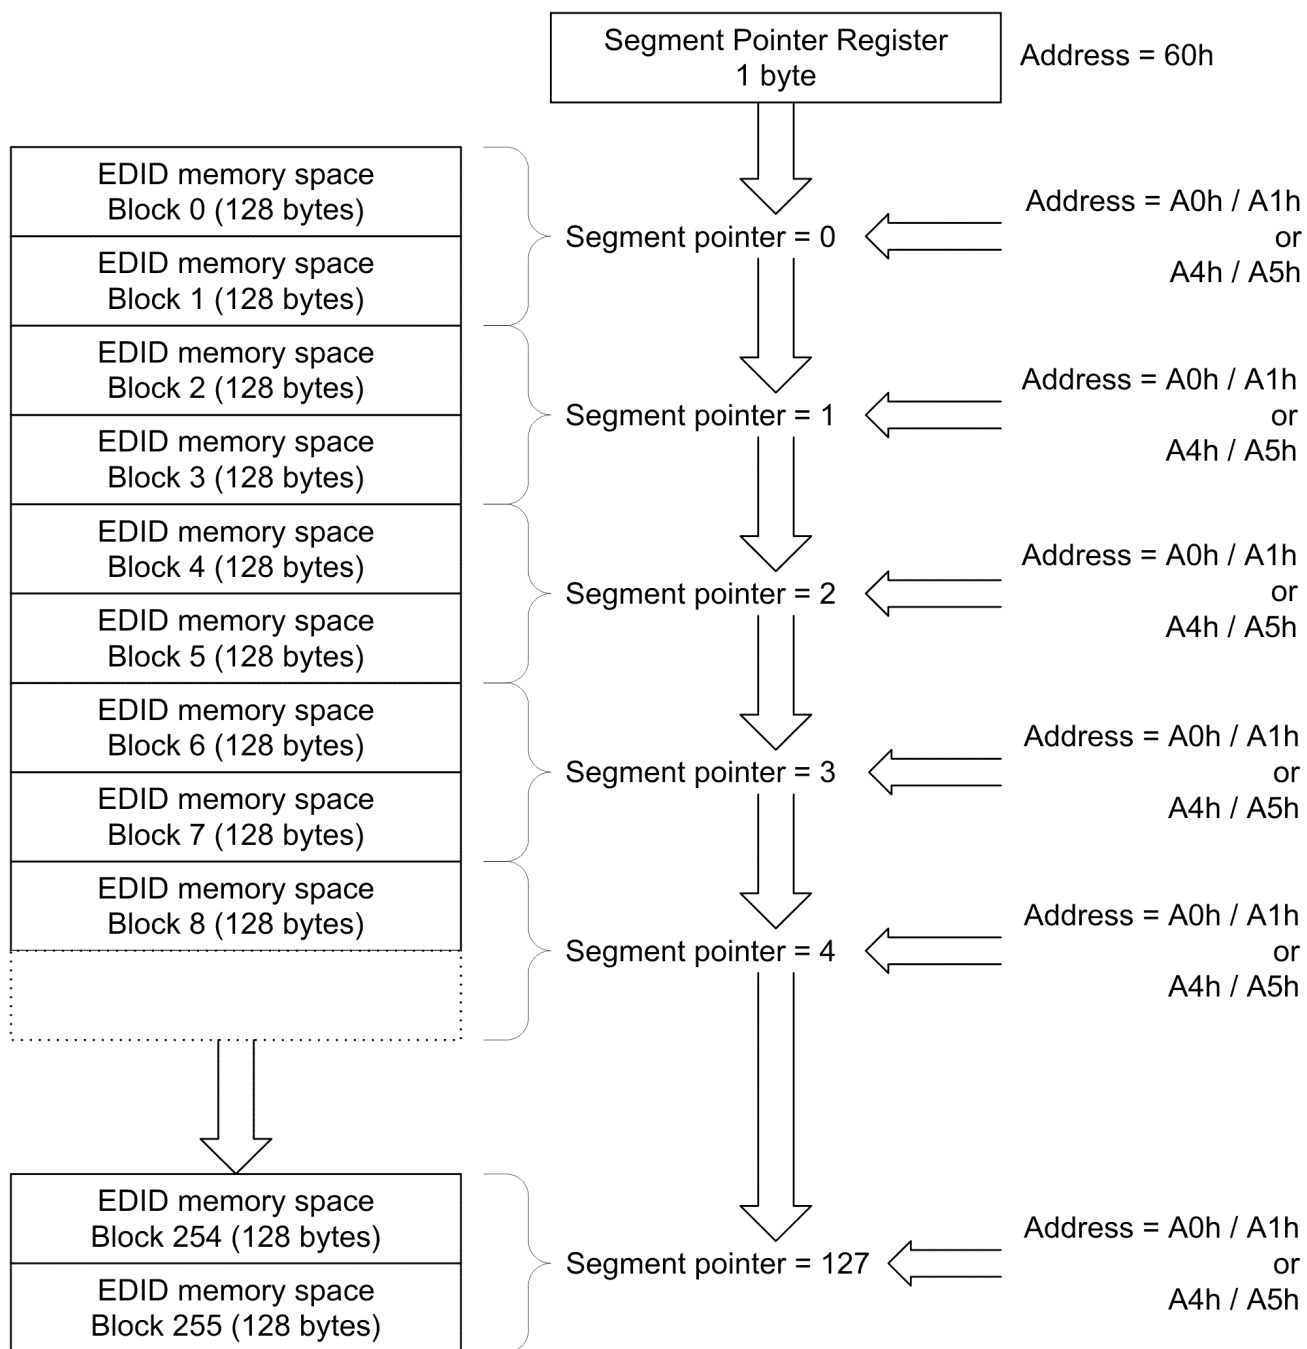 Segment Pointer Register
1 byte
Address = 60h
EDID memory space
Block 0 (128 bytes)
EDID memory space
Block 1 (128 bytes)
Segment pointer = 0
Address = A0h / A1h
or
A4h / A5h
EDID memory space
Block 2 (128 bytes)
EDID memory space
Block 3 (128 bytes)
Segment pointer = 1
Address = A0h / A1h
or
A4h / A5h
EDID memory space
Block 4 (128 bytes)
EDID memory space
Block 5 (128 bytes)
Segment pointer = 2
Address = A0h / A1h
or
A4h / A5h
EDID memory space
Block 6 (128 bytes)
EDID memory space
Block 7 (128 bytes)
Segment pointer = 3
Address = A0h / A1h
or
A4h / A5h
EDID memory space
Block 8 (128 bytes)
Segment pointer = 4
Address = A0h / A1h
or
A4h / A5h
EDID memory space
Block 254 (128 bytes)
EDID memory space
Block 255 (128 bytes)
Segment pointer = 127
Address = A0h / A1h
or
A4h / A5h